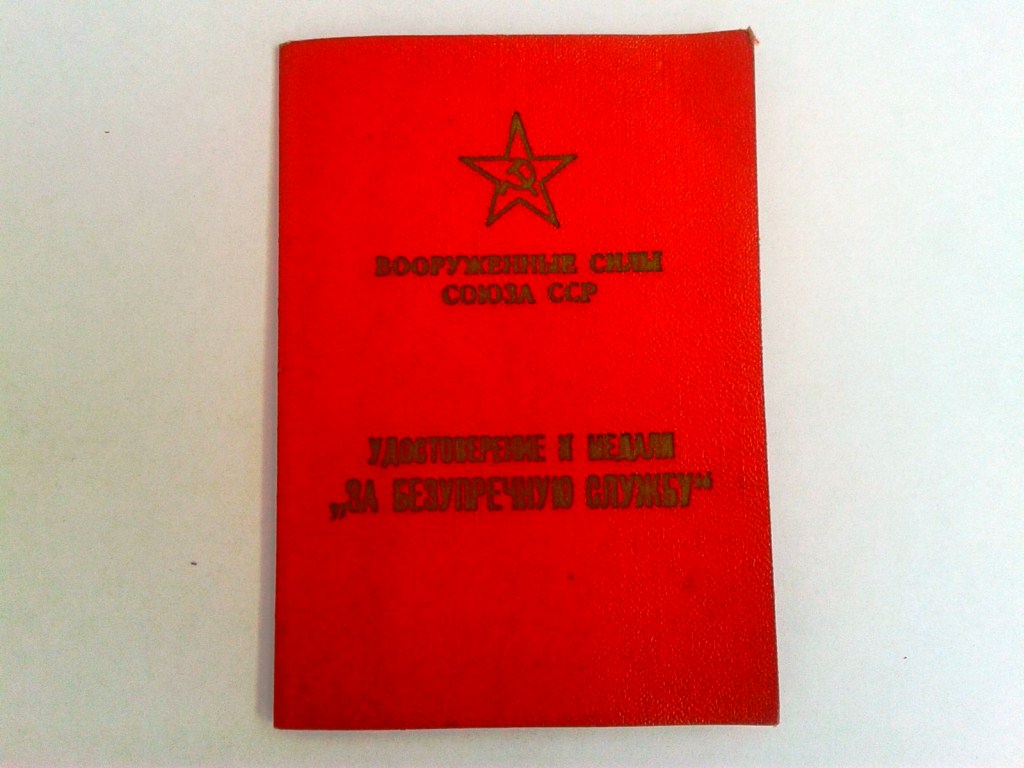 ВООРУЖЕННЫЕ СИЛЫ
СОЮЗА ССР
УДОСТОВЕРЕНИЕ К МЕДАЛИ
„ЗА БЕЗУПРЕЧНУЮ СЛУЖБУ“